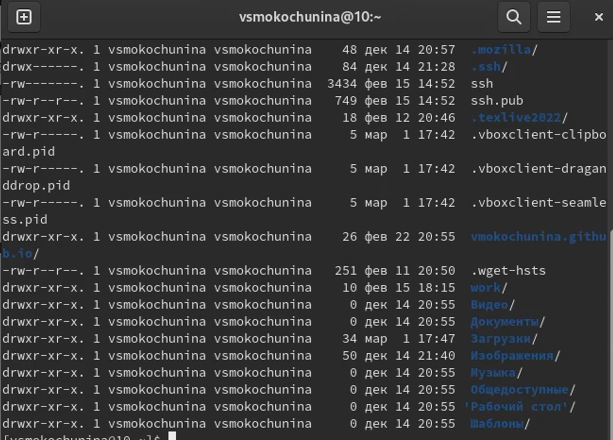 vsmokochunina@10:~
drwxr-xr-x. 1 vsmokochunina vsmokochunina 48 дек 14 20:57 .mozilla/
drwx------. 1 vsmokochunina vsmokochunina 84 дек 14 21:28 .ssh/
-rw-------. 1 vsmokochunina vsmokochunina 3434 фев 15 14:52 ssh
-rw-r--r--. 1 vsmokochunina vsmokochunina 749 фев 15 14:52 ssh.pub
drwxr-xr-x. 1 vsmokochunina vsmokochunina 18 фев 12 20:46 .texlive2022/
-rw-r-----. 1 vsmokochunina vsmokochunina 5 мар 1 17:42 .vboxclient-clipbo
ard.pid
-rw-r-----. 1 vsmokochunina vsmokochunina 5 мар 1 17:42 .vboxclient-dragan
ddrop.pid
-rw-r-----. 1 vsmokochunina vsmokochunina 5 мар 1 17:42 .vboxclient-seamle
ss.pid
drwxr-xr-x. 1 vsmokochunina vsmokochunina 26 фев 22 20:55 vmokochunina.githu
b.io/
-rw-r--r--. 1 vsmokochunina vsmokochunina 251 фев 11 20:50 .wget-hsts
drwxr-xr-x. 1 vsmokochunina vsmokochunina 10 фев 15 18:15 work/
drwxr-xr-x. 1 vsmokochunina vsmokochunina 0 дек 14 20:55 Видео/
drwxr-xr-x. 1 vsmokochunina vsmokochunina 0 дек 14 20:55 Документы/
drwxr-xr-x. 1 vsmokochunina vsmokochunina 34 мар 1 17:47 Загрузки/
drwxr-xr-x. 1 vsmokochunina vsmokochunina 50 дек 14 21:40 Изображения/
drwxr-xr-x. 1 vsmokochunina vsmokochunina 0 дек 14 20:55 Музыка/
drwxr-xr-x. 1 vsmokochunina vsmokochunina 0 дек 14 20:55 Общедоступные/
drwxr-xr-x. 1 vsmokochunina vsmokochunina 0 дек 14 20:55 'Рабочий стол'/
drwxr-xr-x. 1 vsmokochunina vsmokochunina 0 дек 14 20:55 Шаблоны/
[vsmokochunina@10 ~]$